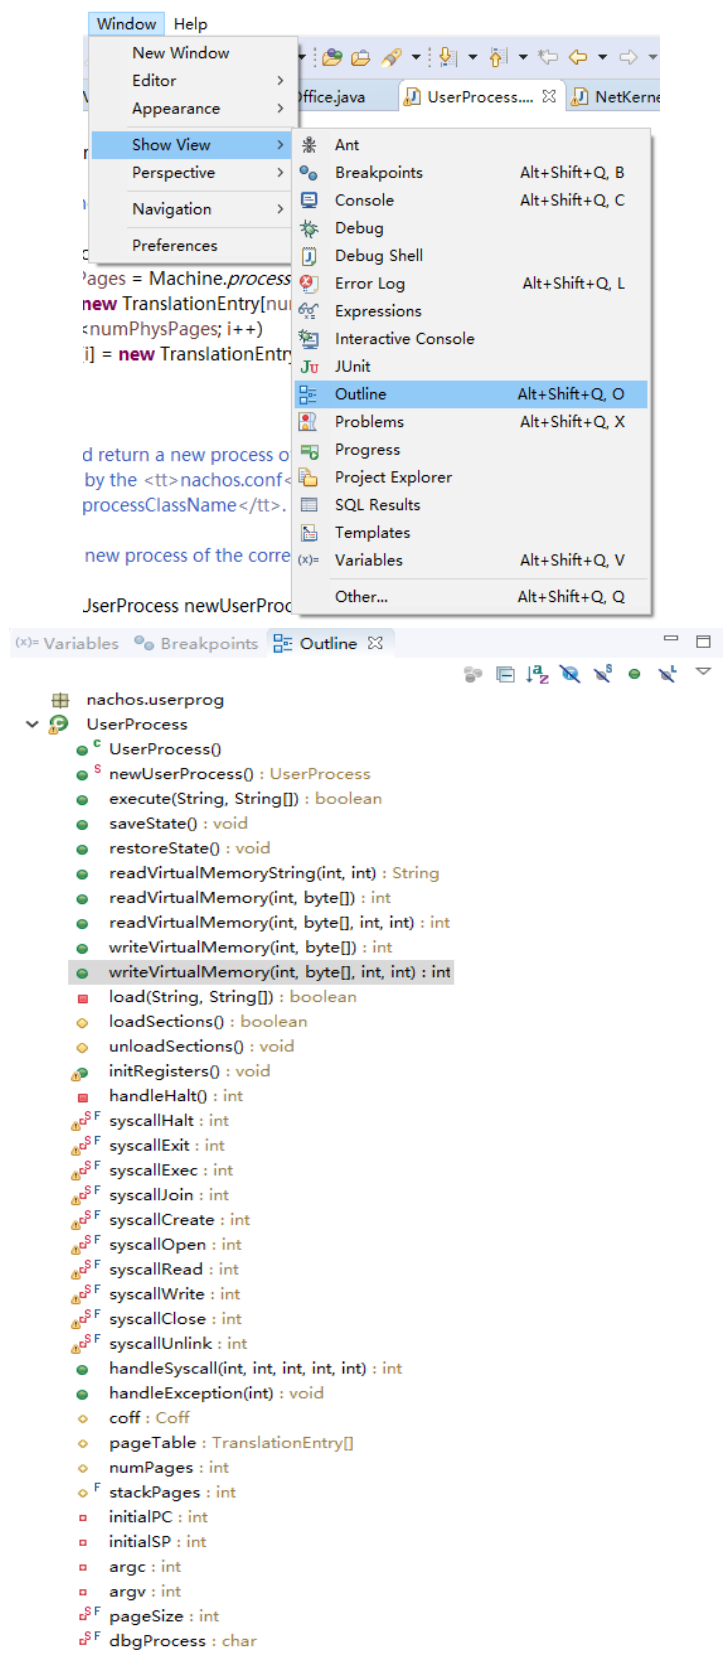 Window Help
New Window
Editor
Appearance
Show View
Perspective
Navigation
Preferences
Office.java
UserProcess....
NetKerne
Ant
Breakpoints Alt+Shift+Q, B
Console Alt+Shift+Q, C
Debug
Debug Shell
Error Log Alt+Shift+Q, L
Expressions
Interactive Console
JUnit
Outline Alt+Shift+Q, O
Problems Alt+Shift+Q, X
Progress
Project Explorer
SQL Results
Templates
(x)= Variables Alt+Shift+Q, V
Other... Alt+Shift+Q, Q
Pages = Machine.process
new TranslationEntry[nu
<numPhysPages; i++)
[i] = new TranslationEntr
d return a new process o
by the <tt>nachos.conf<
processClassName</tt>.
new process of the corre
UserProcess newUserProc
(x)= Variables Breakpoints Outline
nachos.userprog
UserProcess
C UserProcess()
S newUserProcess() : UserProcess
execute(String, String[]) : boolean
saveState() : void
restoreState() : void
readVirtualMemoryString(int, int) : String
readVirtualMemory(int, byte[]) : int
readVirtualMemory(int, byte[], int, int) : int
writeVirtualMemory(int, byte[]) : int
writeVirtualMemory(int, byte[], int, int) : int
load(String, String[]) : boolean
loadSections() : boolean
unloadSections() : void
initRegisters() : void
handleHalt() : int
S F syscallHalt : int
S F syscallExit : int
S F syscallExec : int
S F syscallJoin : int
S F syscallCreate : int
S F syscallOpen : int
S F syscallRead : int
S F syscallWrite : int
S F syscallClose : int
S F syscallUnlink : int
handleSyscall(int, int, int, int, int) : int
handleException(int) : void
coff : Coff
pageTable : TranslationEntry[]
numPages : int
F stackPages : int
initialPC : int
initialSP : int
argc : int
argv : int
S F pageSize : int
S F dbgProcess : char